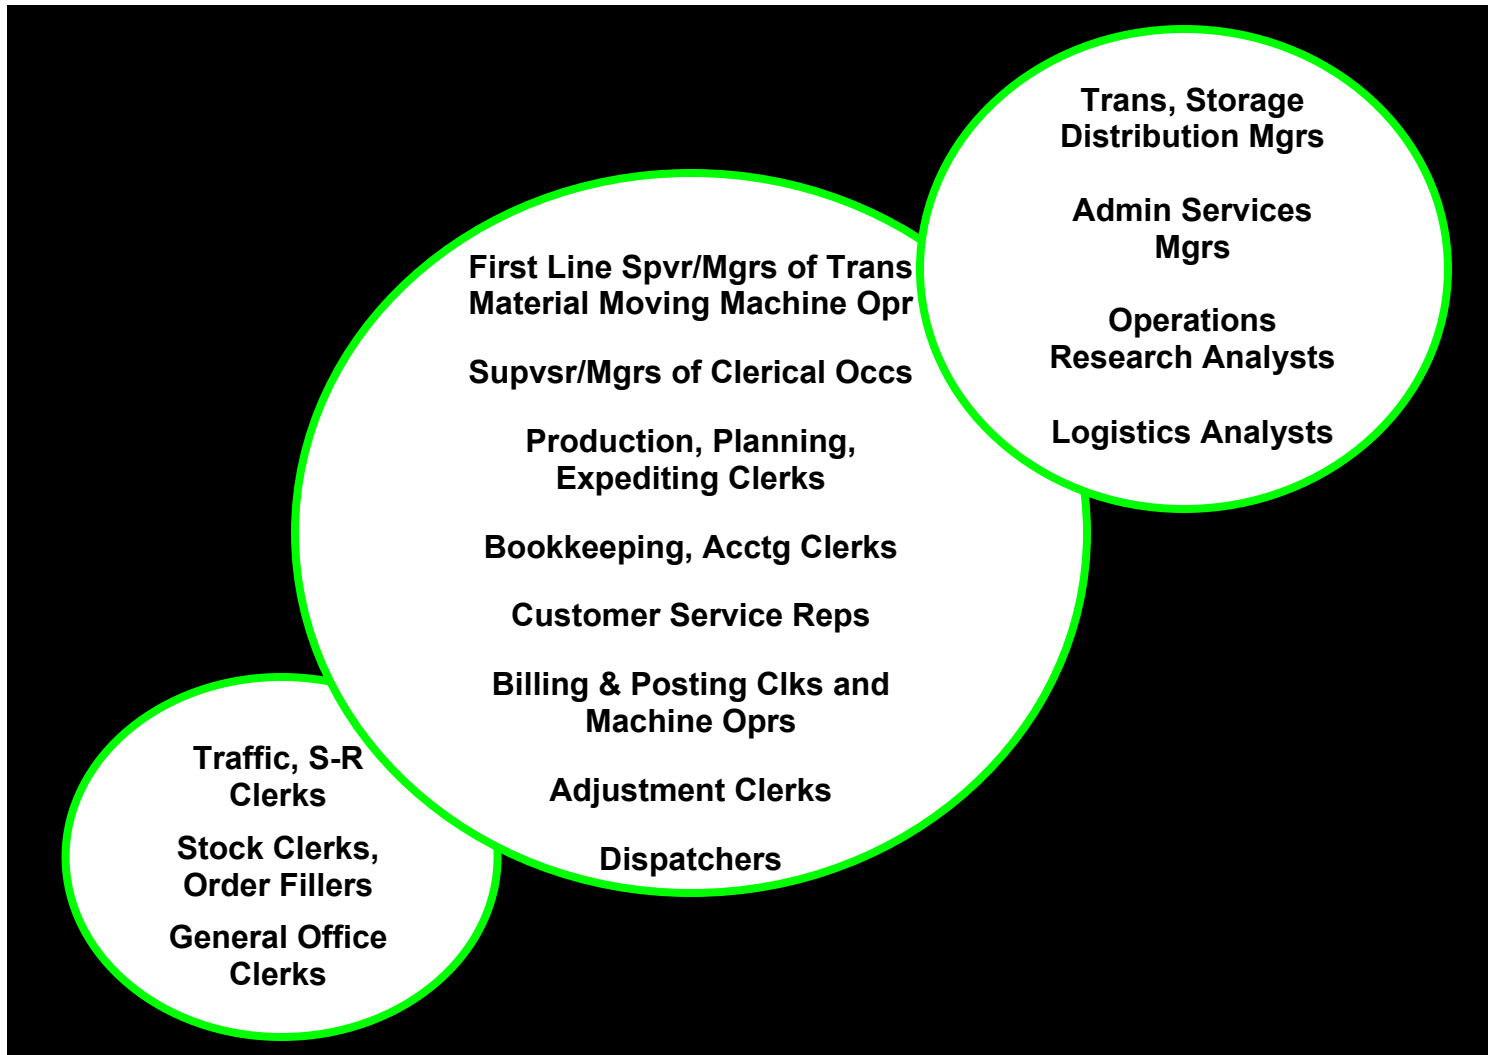 Trans, Storage
Distribution Mgrs
Admin Services
Mgrs
Operations
Research Analysts
Logistics Analysts
First Line Spvr/Mgrs of Trans
Material Moving Machine Opr
Supvsr/Mgrs of Clerical Occs
Production, Planning,
Expediting Clerks
Bookkeeping, Acctg Clerks
Customer Service Reps
Billing & Posting Clks and
Machine Oprs
Adjustment Clerks
Dispatchers
Traffic, S-R
Clerks
Stock Clerks,
Order Fillers
General Office
Clerks